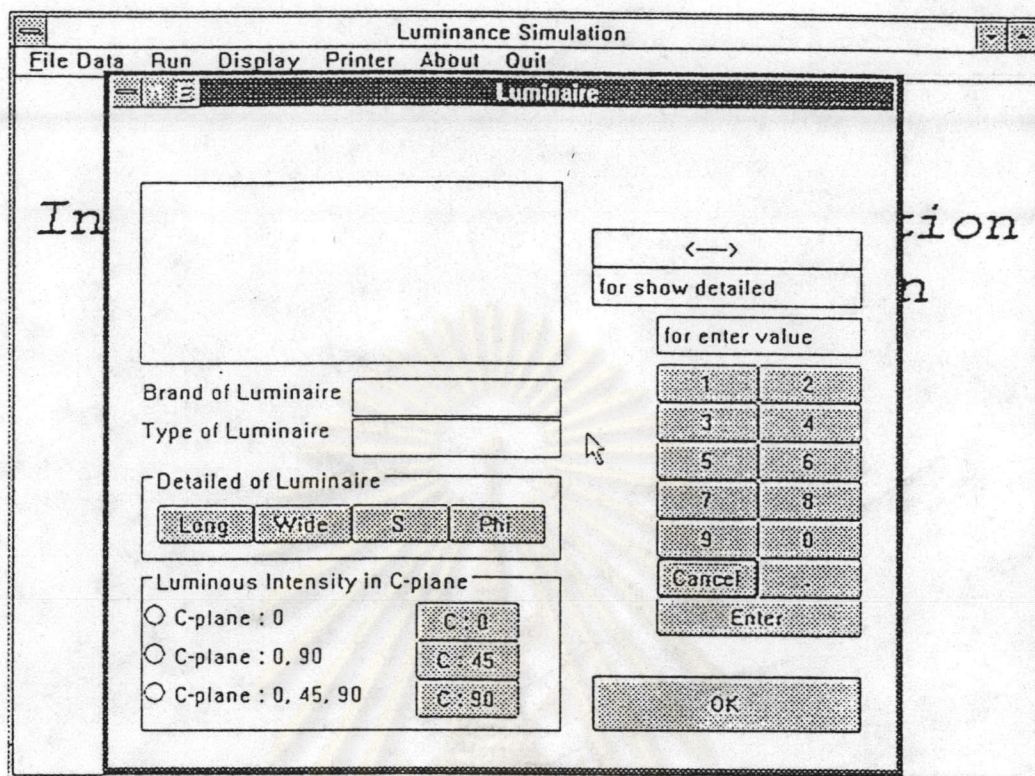 Luminance Simulation
File Data Run Display Printer About Quit
Luminaire
In
tion
n
<—>
for show detailed
for enter value
Brand of Luminaire
Type of Luminaire
1 2
3 4
5 6
7 8
9 0
Cancel .
Enter
Detailed of Luminaire
Long Wide S Phi
Luminous Intensity in C-plane
C-plane : 0
C : 0
C-plane : 0, 90
C : 45
C-plane : 0, 45, 90
C : 90
OK